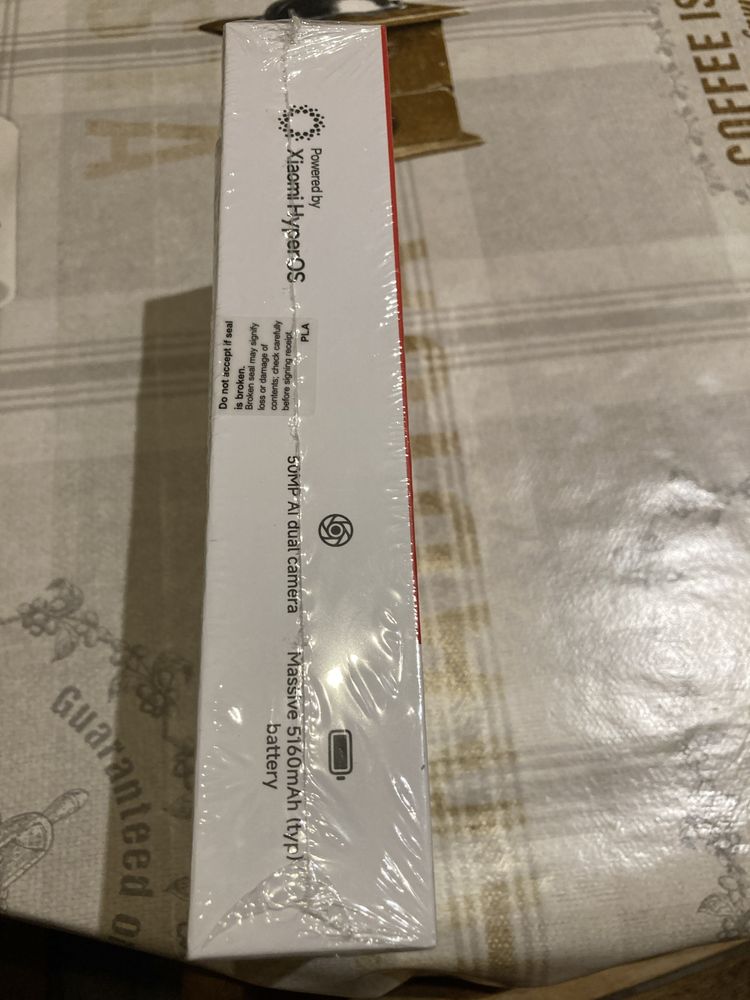 Powered by
Xiaomi HyperOS
Do not accept if seal
is broken.
Broken seal may signify
loss or damage of
contents; check carefully
before signing receipt.
PLA
50MP AI dual camera
Massive 5160mAh (typ)
battery
COFFEE IS
Guaranteed